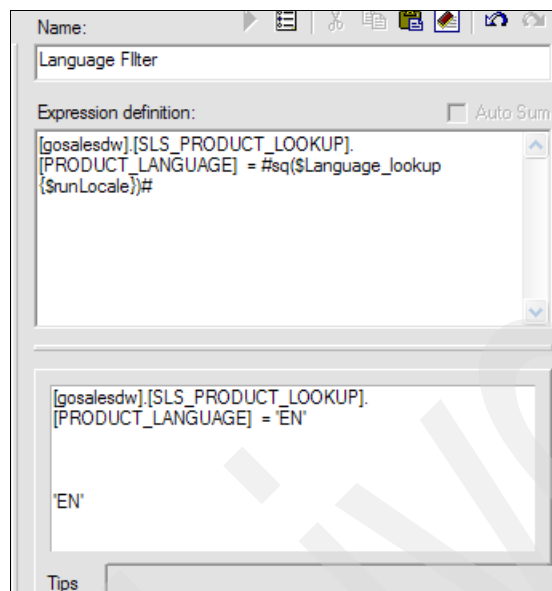 Name:
Language FIlter
Expression definition:
Auto Sum
[gosalesdw].[SLS_PRODUCT_LOOKUP].
[PRODUCT_LANGUAGE] = #sq($Language_lookup
{$runLocale})#
[gosalesdw].[SLS_PRODUCT_LOOKUP].
[PRODUCT_LANGUAGE] = 'EN'
'EN'
Tips